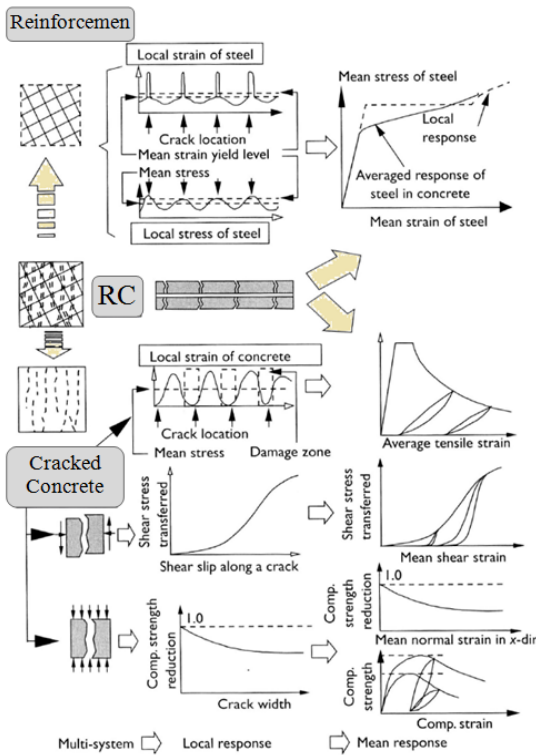 Reinforcemen
Local strain of steel
Crack location
Mean strain yield level
Mean stress
Local stress of steel
Mean stress of steel
Local
response
Averaged response of
steel in concrete
Mean strain of steel
RC
Local strain of concrete
Crack location
Mean stress
Damage zone
Average tensile strain
Cracked
Concrete
Shear stress
transferred
Shear slip along a crack
Shear stress
transferred
Mean shear strain
Comp. strength
reduction
1.0
Crack width
Comp.
strength
reduction
1.0
Mean normal strain in x-di
Comp.
strength
Comp. strain
Multi-system
Local response
Mean response